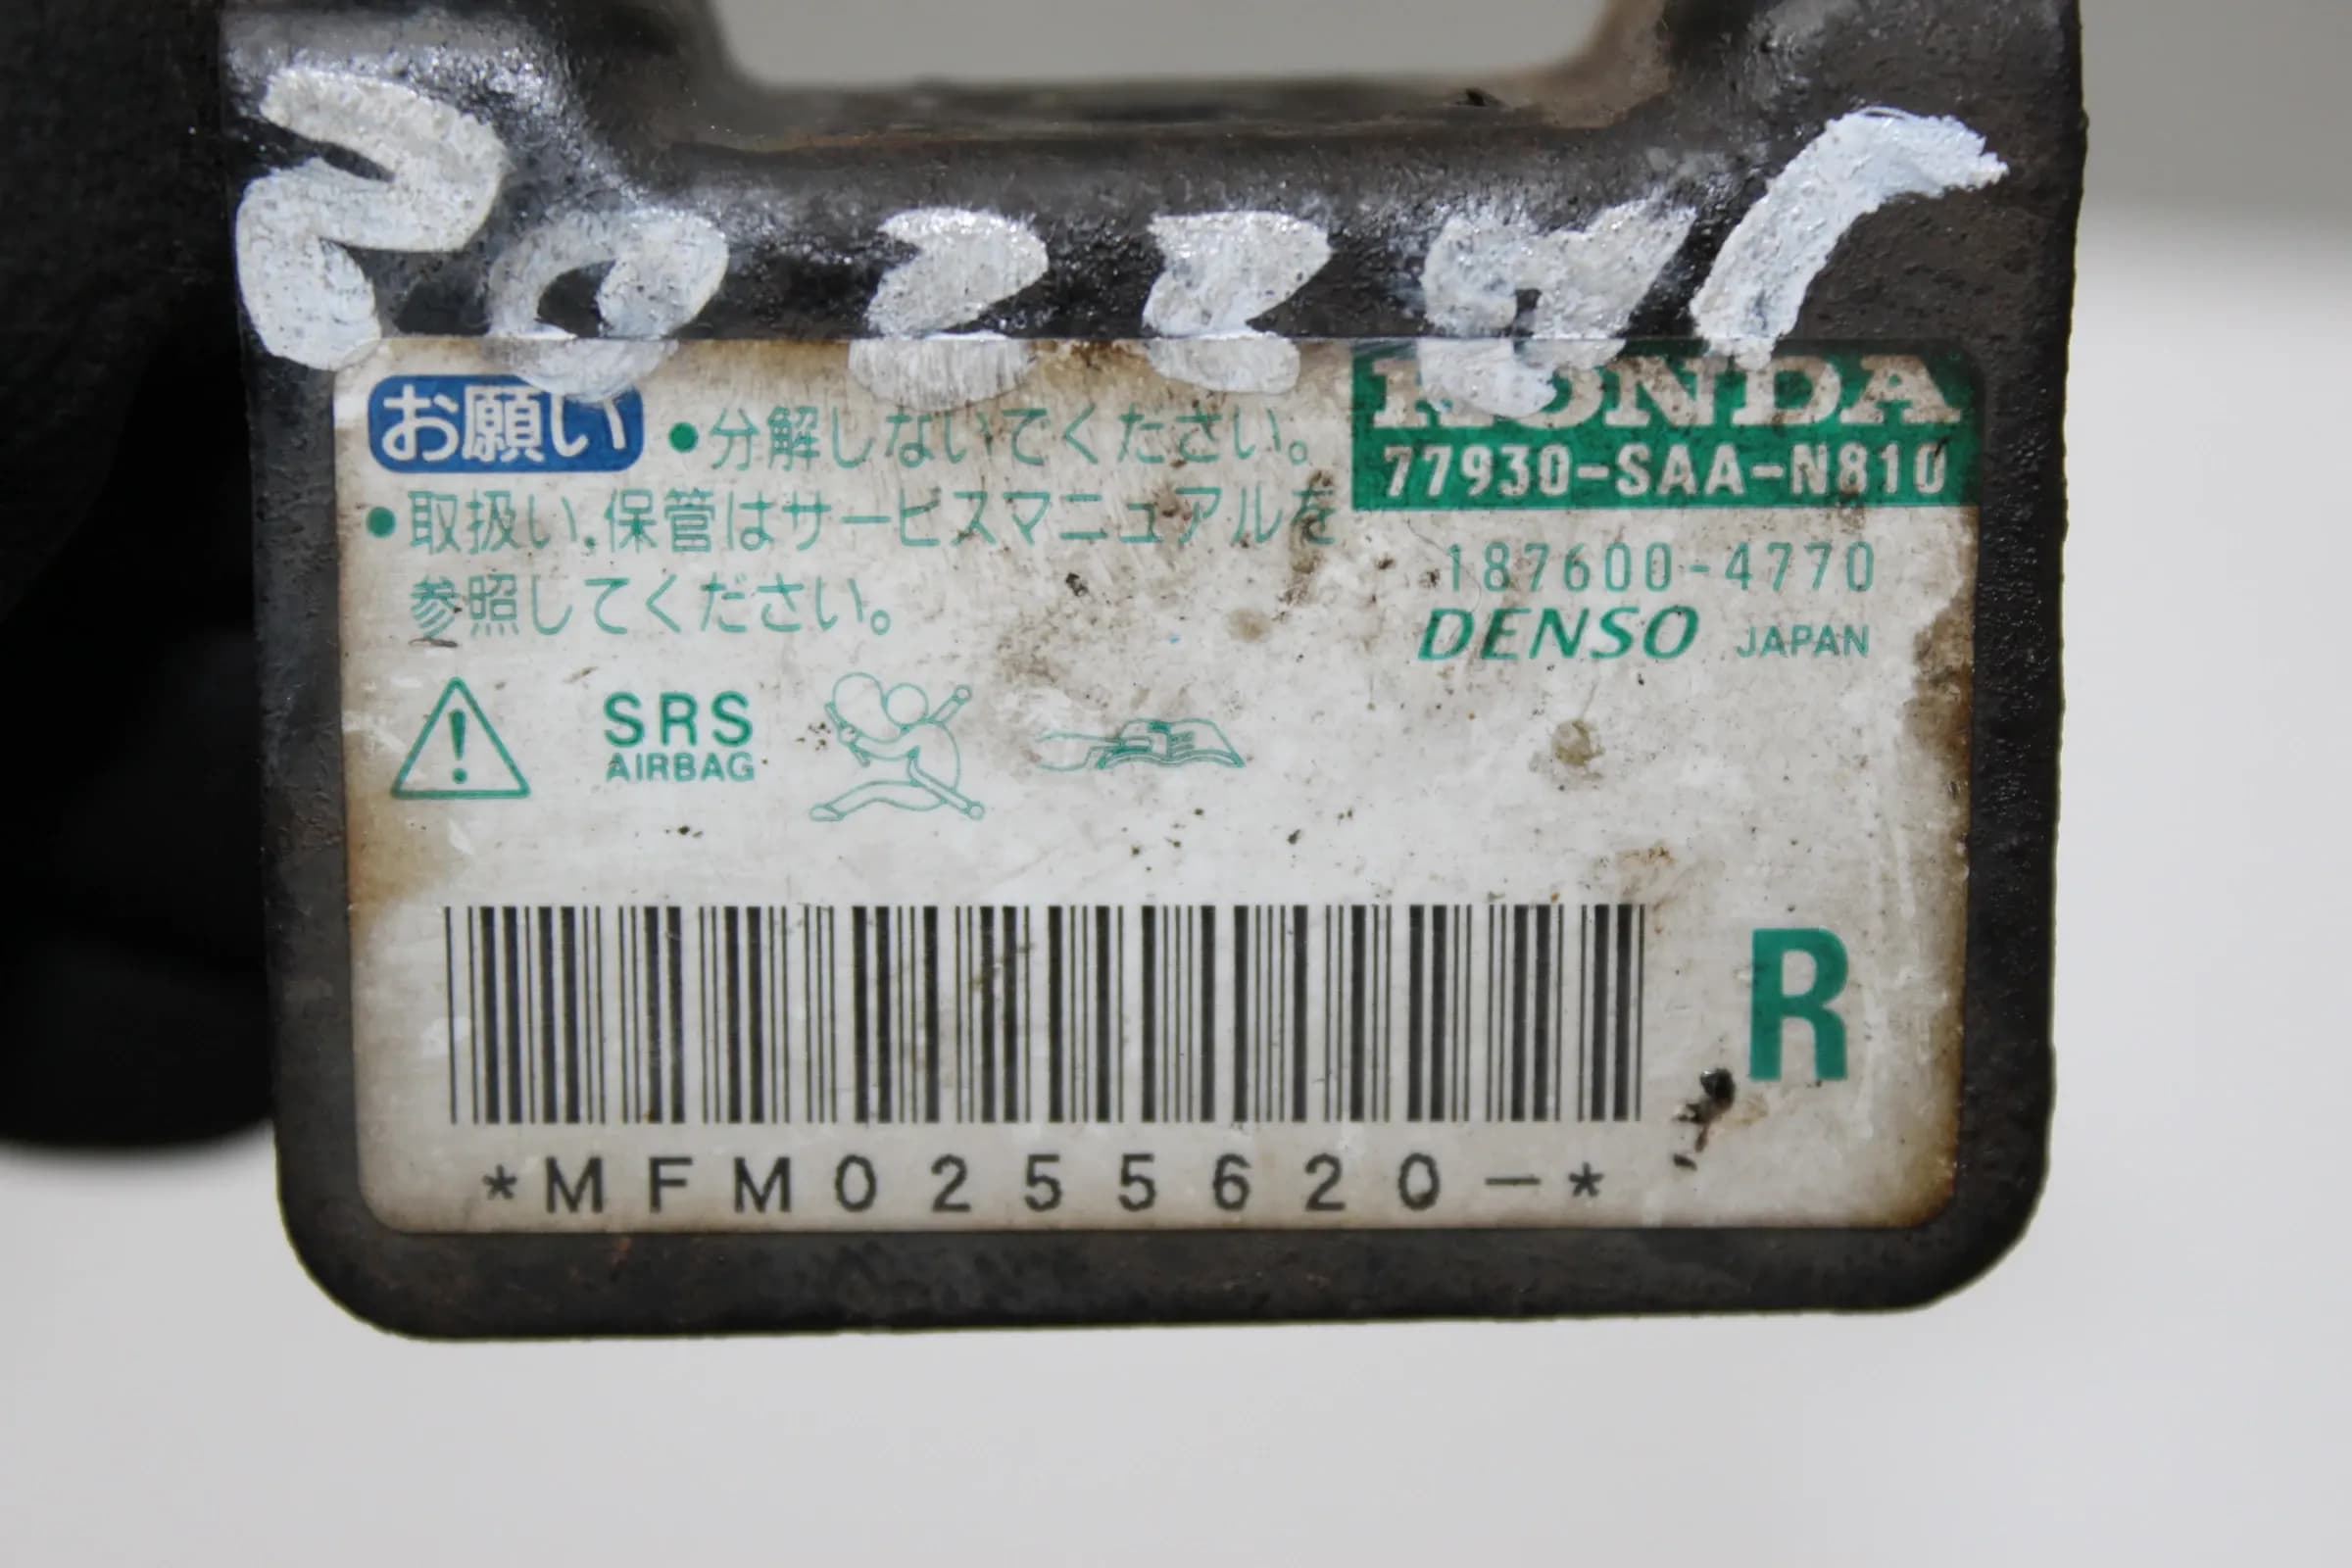 お願い ●分解しないでください。
●取扱い、保管はサービスマニュアルを
参照してください。
HONDA
77930-SAA-N810
187600-4770
DENSO JAPAN
SRS
AIRBAG
R
*MFM0255620-*